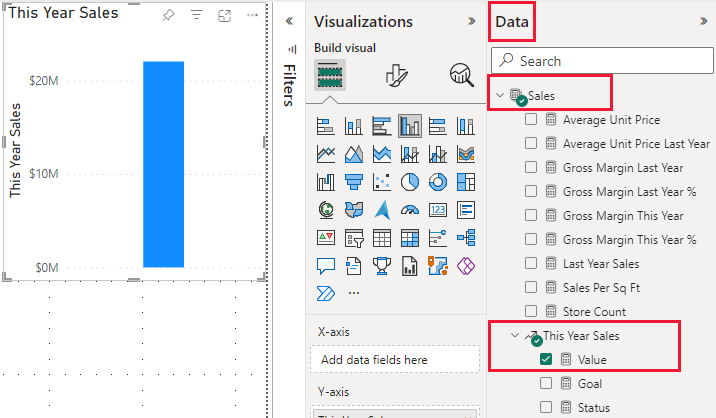 This Year Sales
$20M
$10M
$0M
This Year Sales
Filters
Visualizations
Build visual
123
X-axis
Add data fields here
Y-axis
Data
Search
Sales
Average Unit Price
Average Unit Price Last Year
Gross Margin Last Year
Gross Margin Last Year %
Gross Margin This Year
Gross Margin This Year %
Last Year Sales
Sales Per Sq Ft
Store Count
This Year Sales
Value
Goal
Status